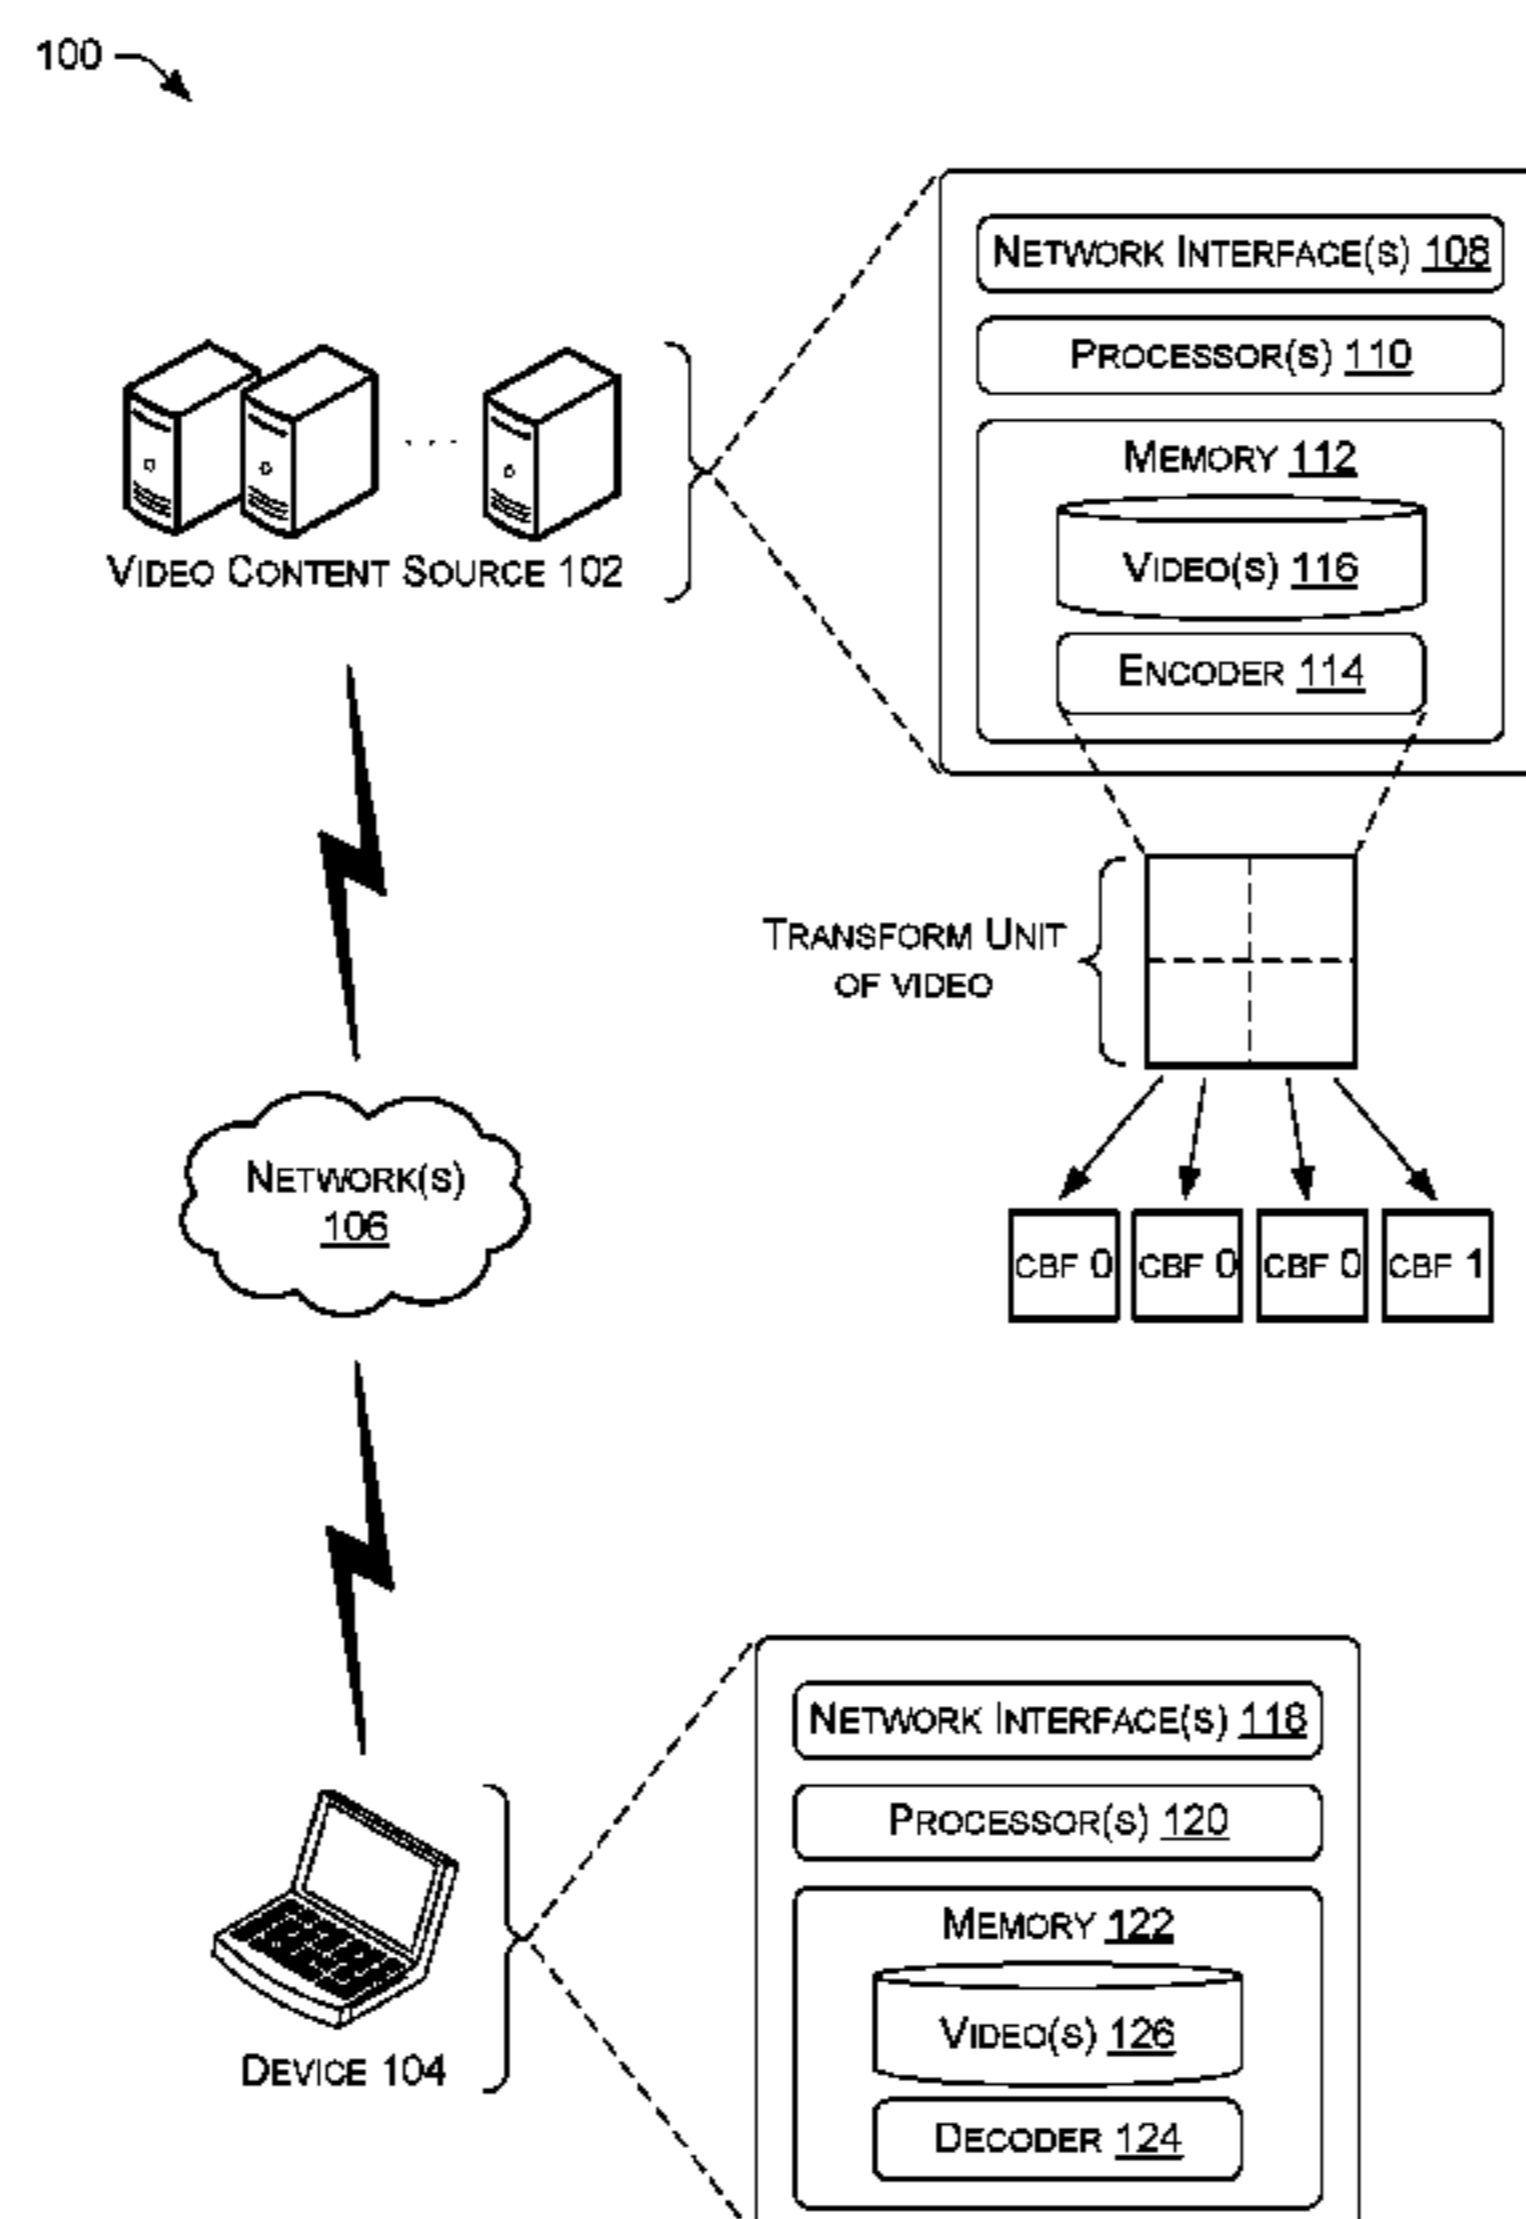 100
NETWORK INTERFACE(S) 108
PROCESSOR(S) 110
MEMORY 112
VIDEO(S) 116
ENCODER 114
VIDEO CONTENT SOURCE 102
TRANSFORM UNIT
OF VIDEO
CBF 0 CBF 0 CBF 0 CBF 1
NETWORK(S)
106
NETWORK INTERFACE(S) 118
PROCESSOR(S) 120
MEMORY 122
VIDEO(S) 126
DECODER 124
DEVICE 104